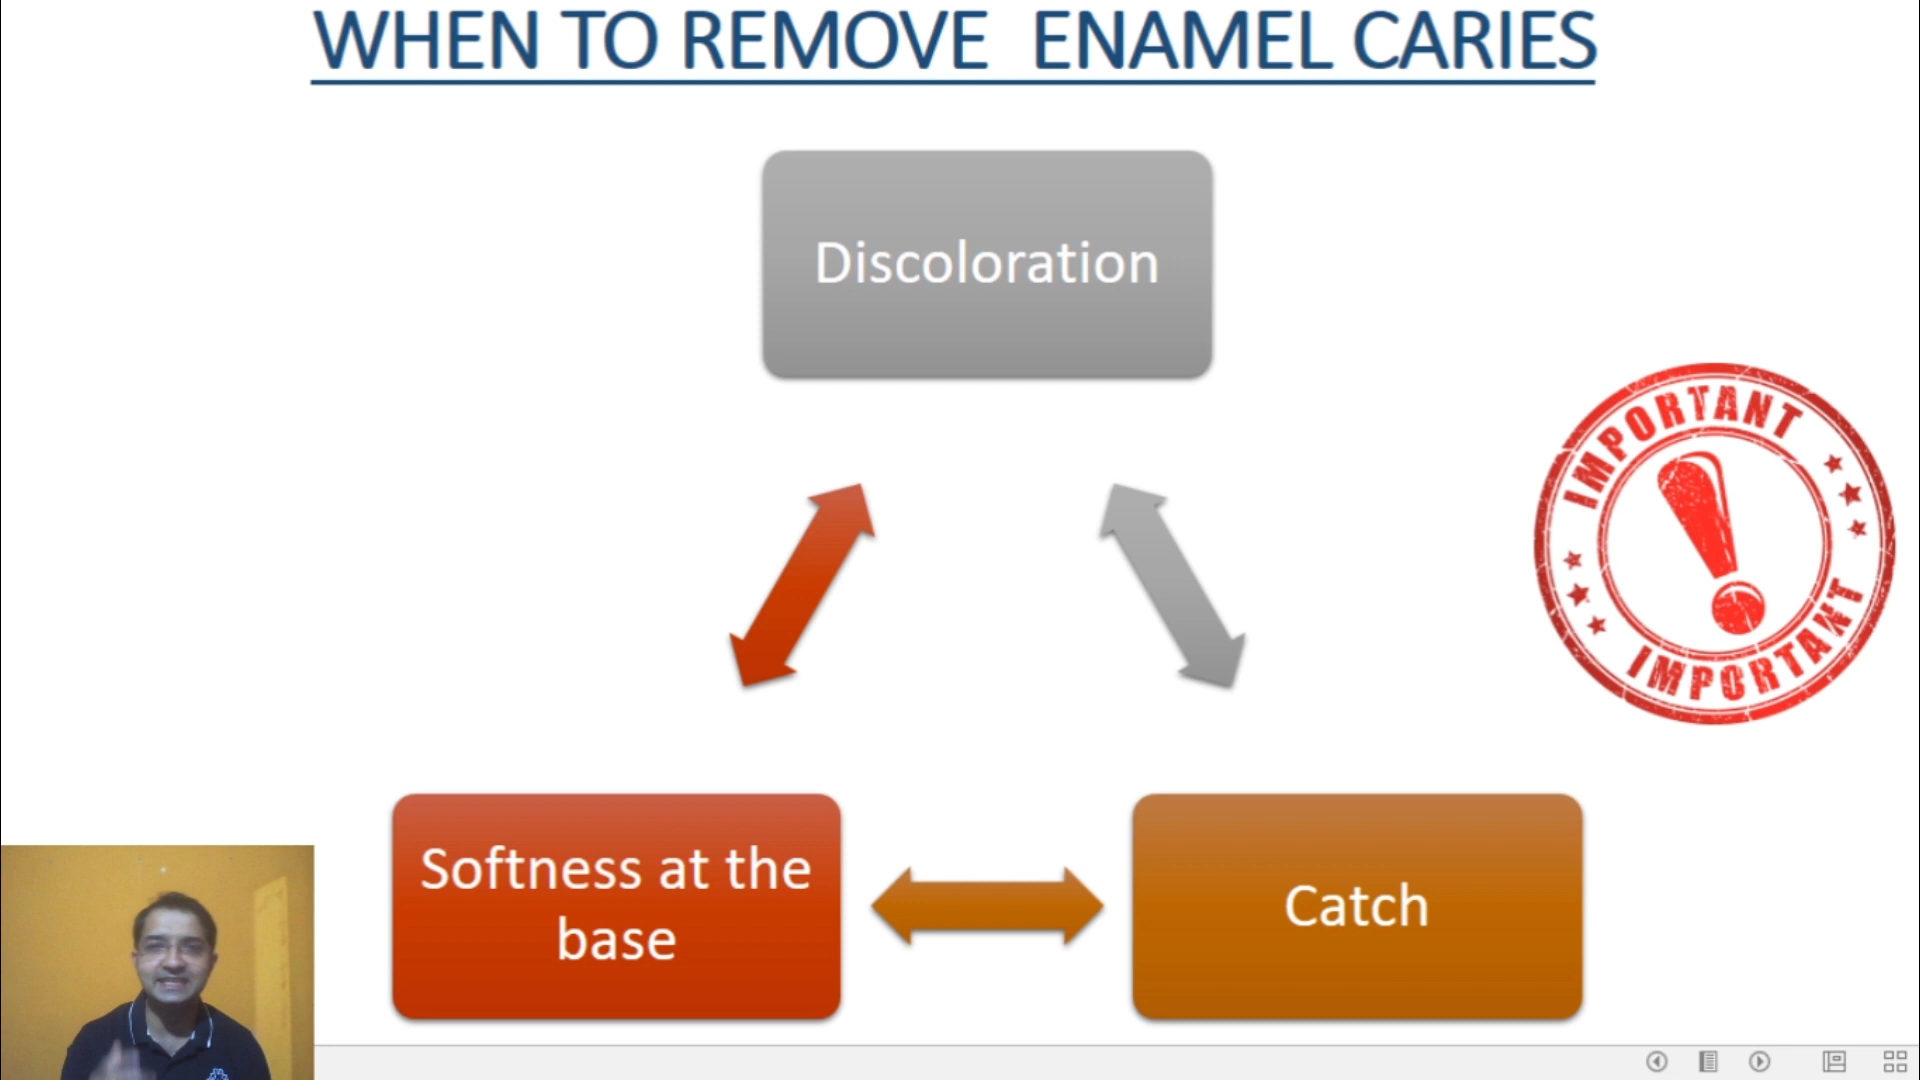 WHEN TO REMOVE ENAMEL CARIES
Discoloration
IMPORTANT
IMPORTANT
Softness at the
base
Catch